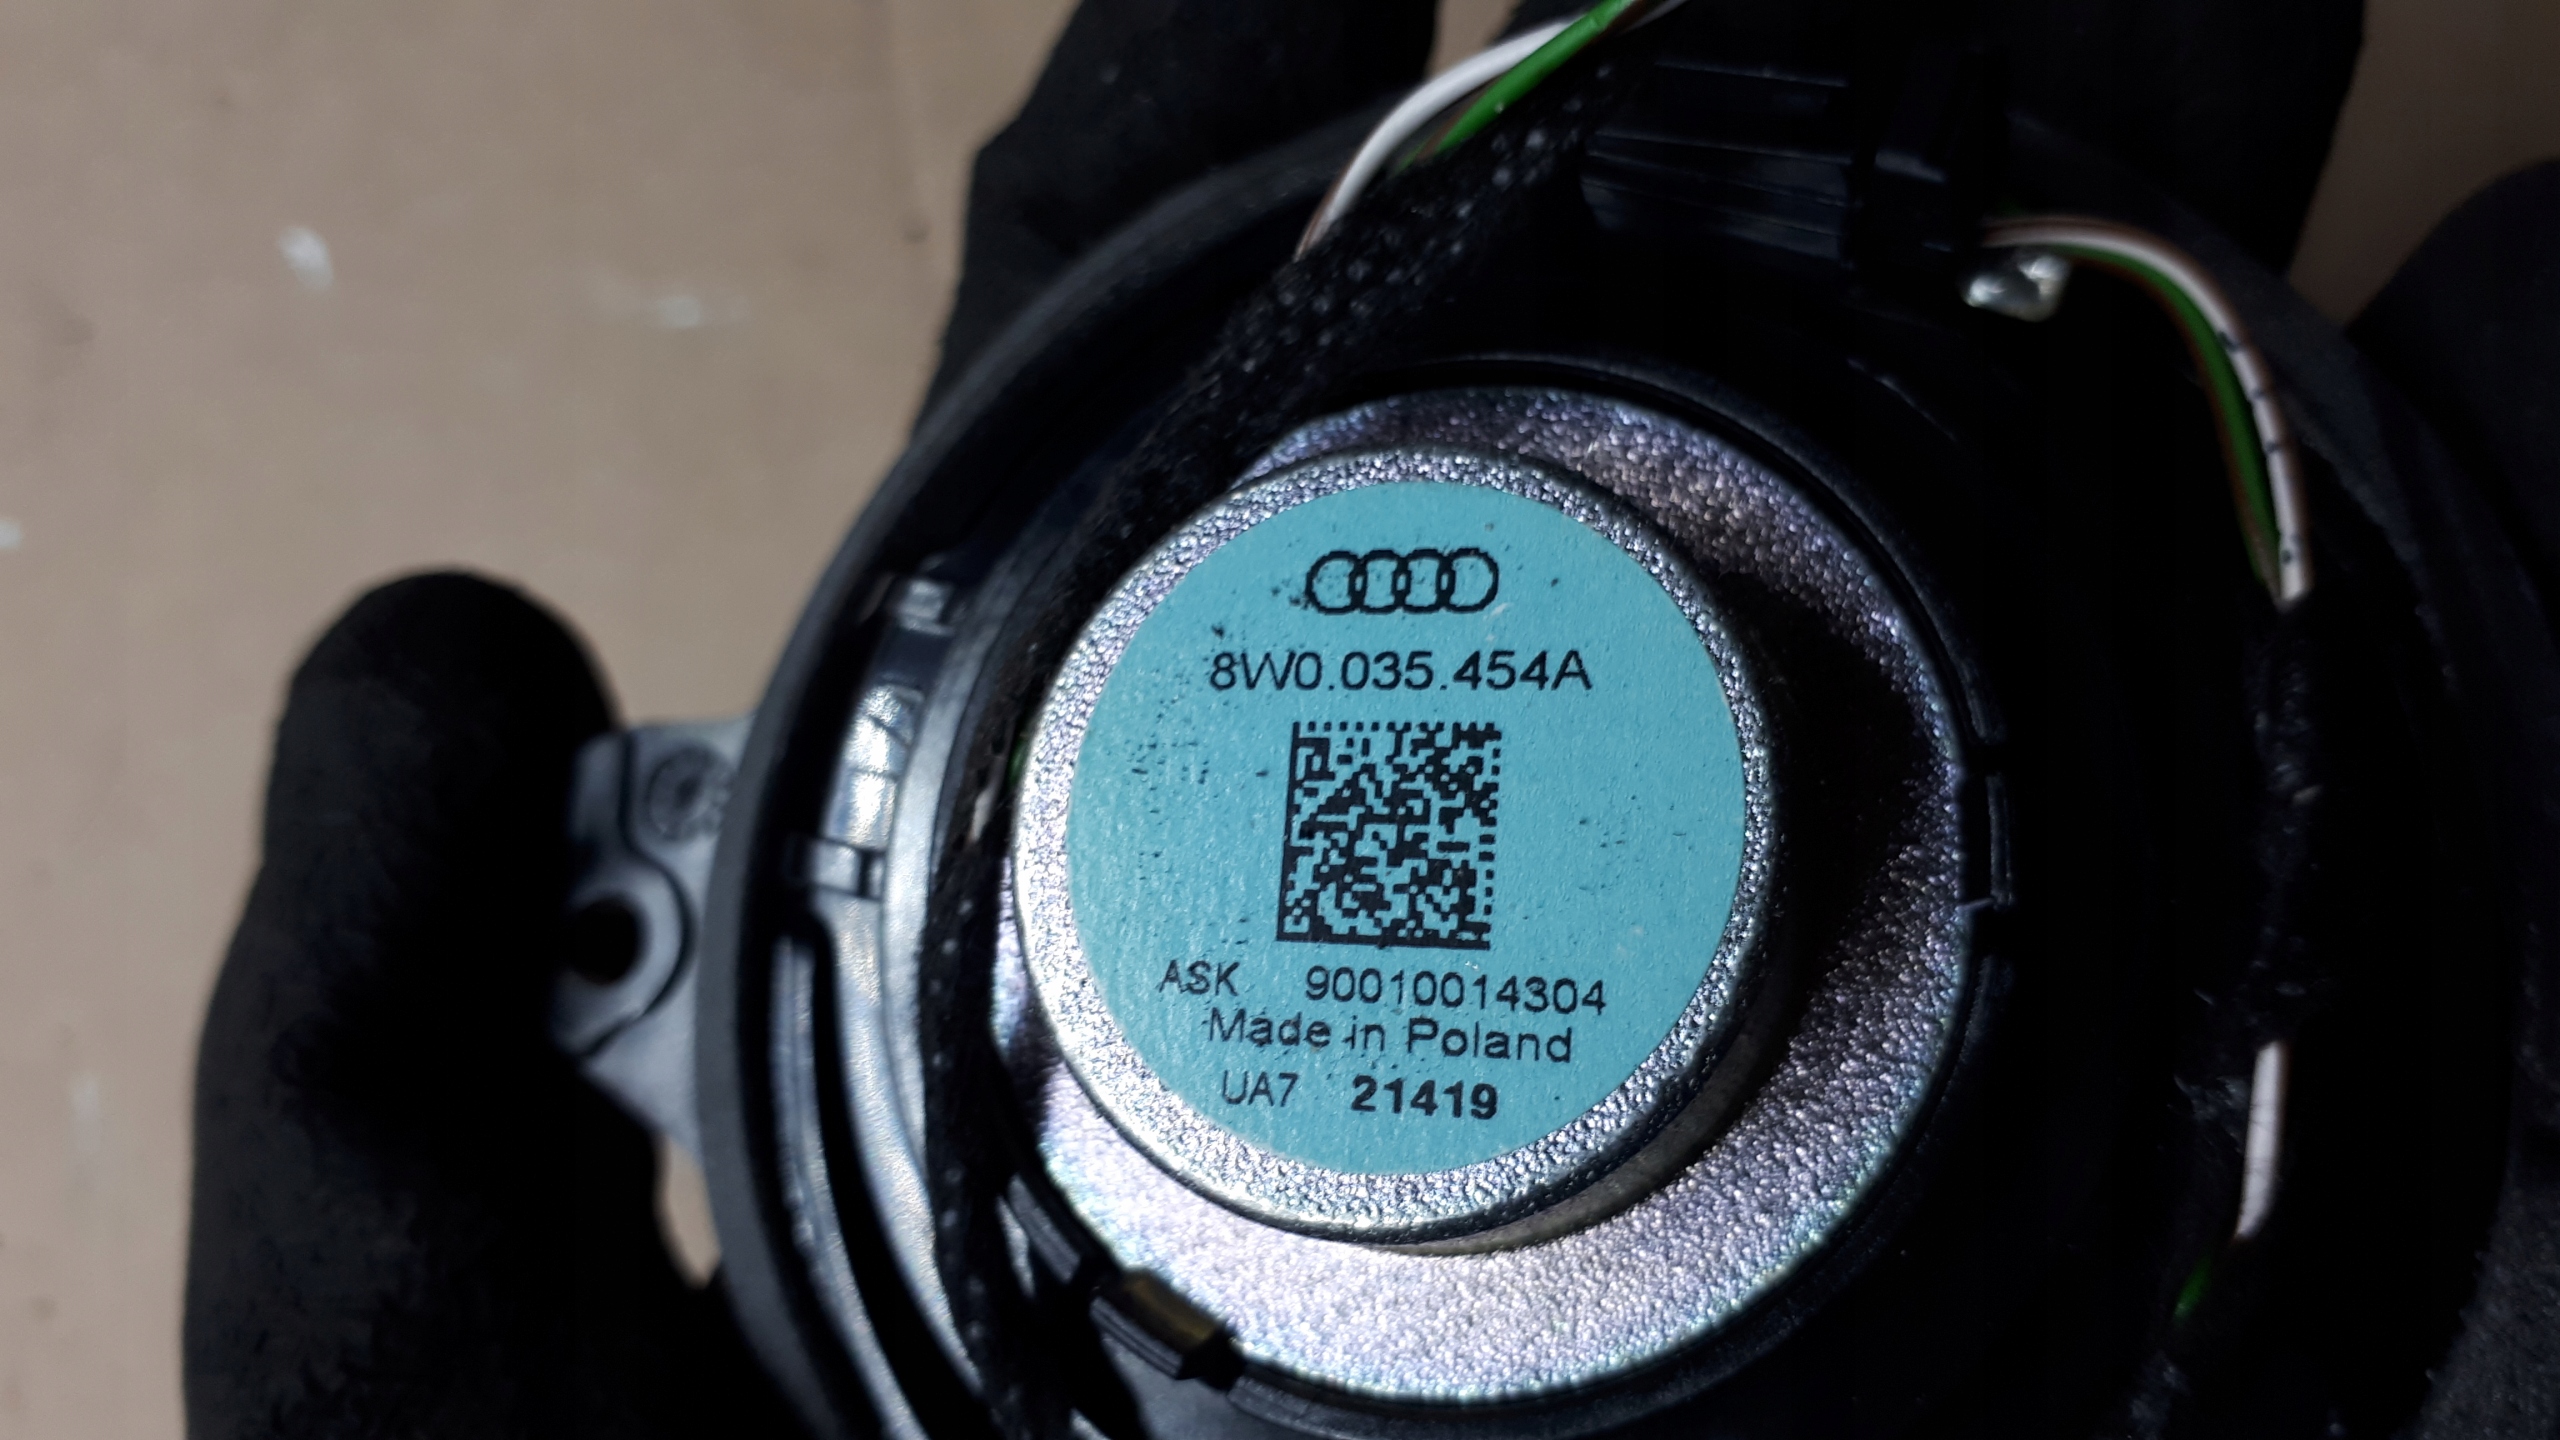 8W0.035.454A
ASK 90010014304
Made in Poland
UA7 21419